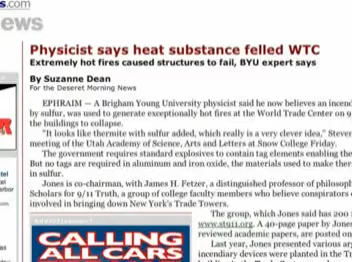 s.com
ews
Physicist says heat substance felled WTC
Extremely hot fires caused structures to fail, BYU expert says
By Suzanne Dean
For the Deseret Morning News
EPHRAIM — A Brigham Young University physicist said he now believes an incend
by sulfur, was used to generate exceptionally hot fires at the World Trade Center on 9
the buildings to collapse.
"It looks like thermite with sulfur added, which really is a very clever idea," Steven
meeting of the Utah Academy of Science, Arts and Letters at Snow College Friday.
The government requires standard explosives to contain tag elements enabling the
But no tags are required in aluminum and iron oxide, the materials used to make ther
in sulfur.
Jones is co-chairman, with James H. Fetzer, a distinguished professor of philosoph
Scholars for 9/11 Truth, a group of college faculty members who believe conspirators
involved in bringing down New York's Trade Towers.
The group, which Jones said has 200
www.st911.org. A 40-page paper by Jones
reviewed academic papers, are posted on
Last year, Jones presented various ar
incendiary devices were planted in the Tr
CALLING
ALL CARS